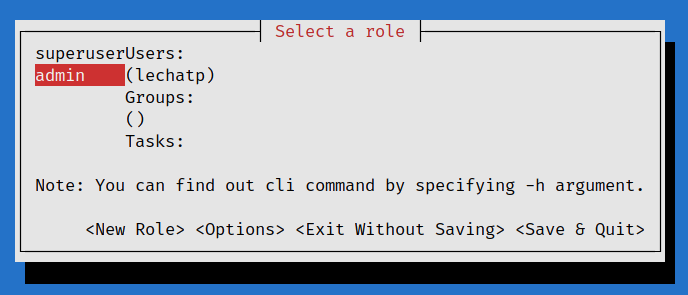 Select a role
superuserUsers:
admin (lechatp)
Groups:
()
Tasks:
Note: You can find out cli command by specifying -h argument.
<New Role> <Options> <Exit Without Saving> <Save & Quit>